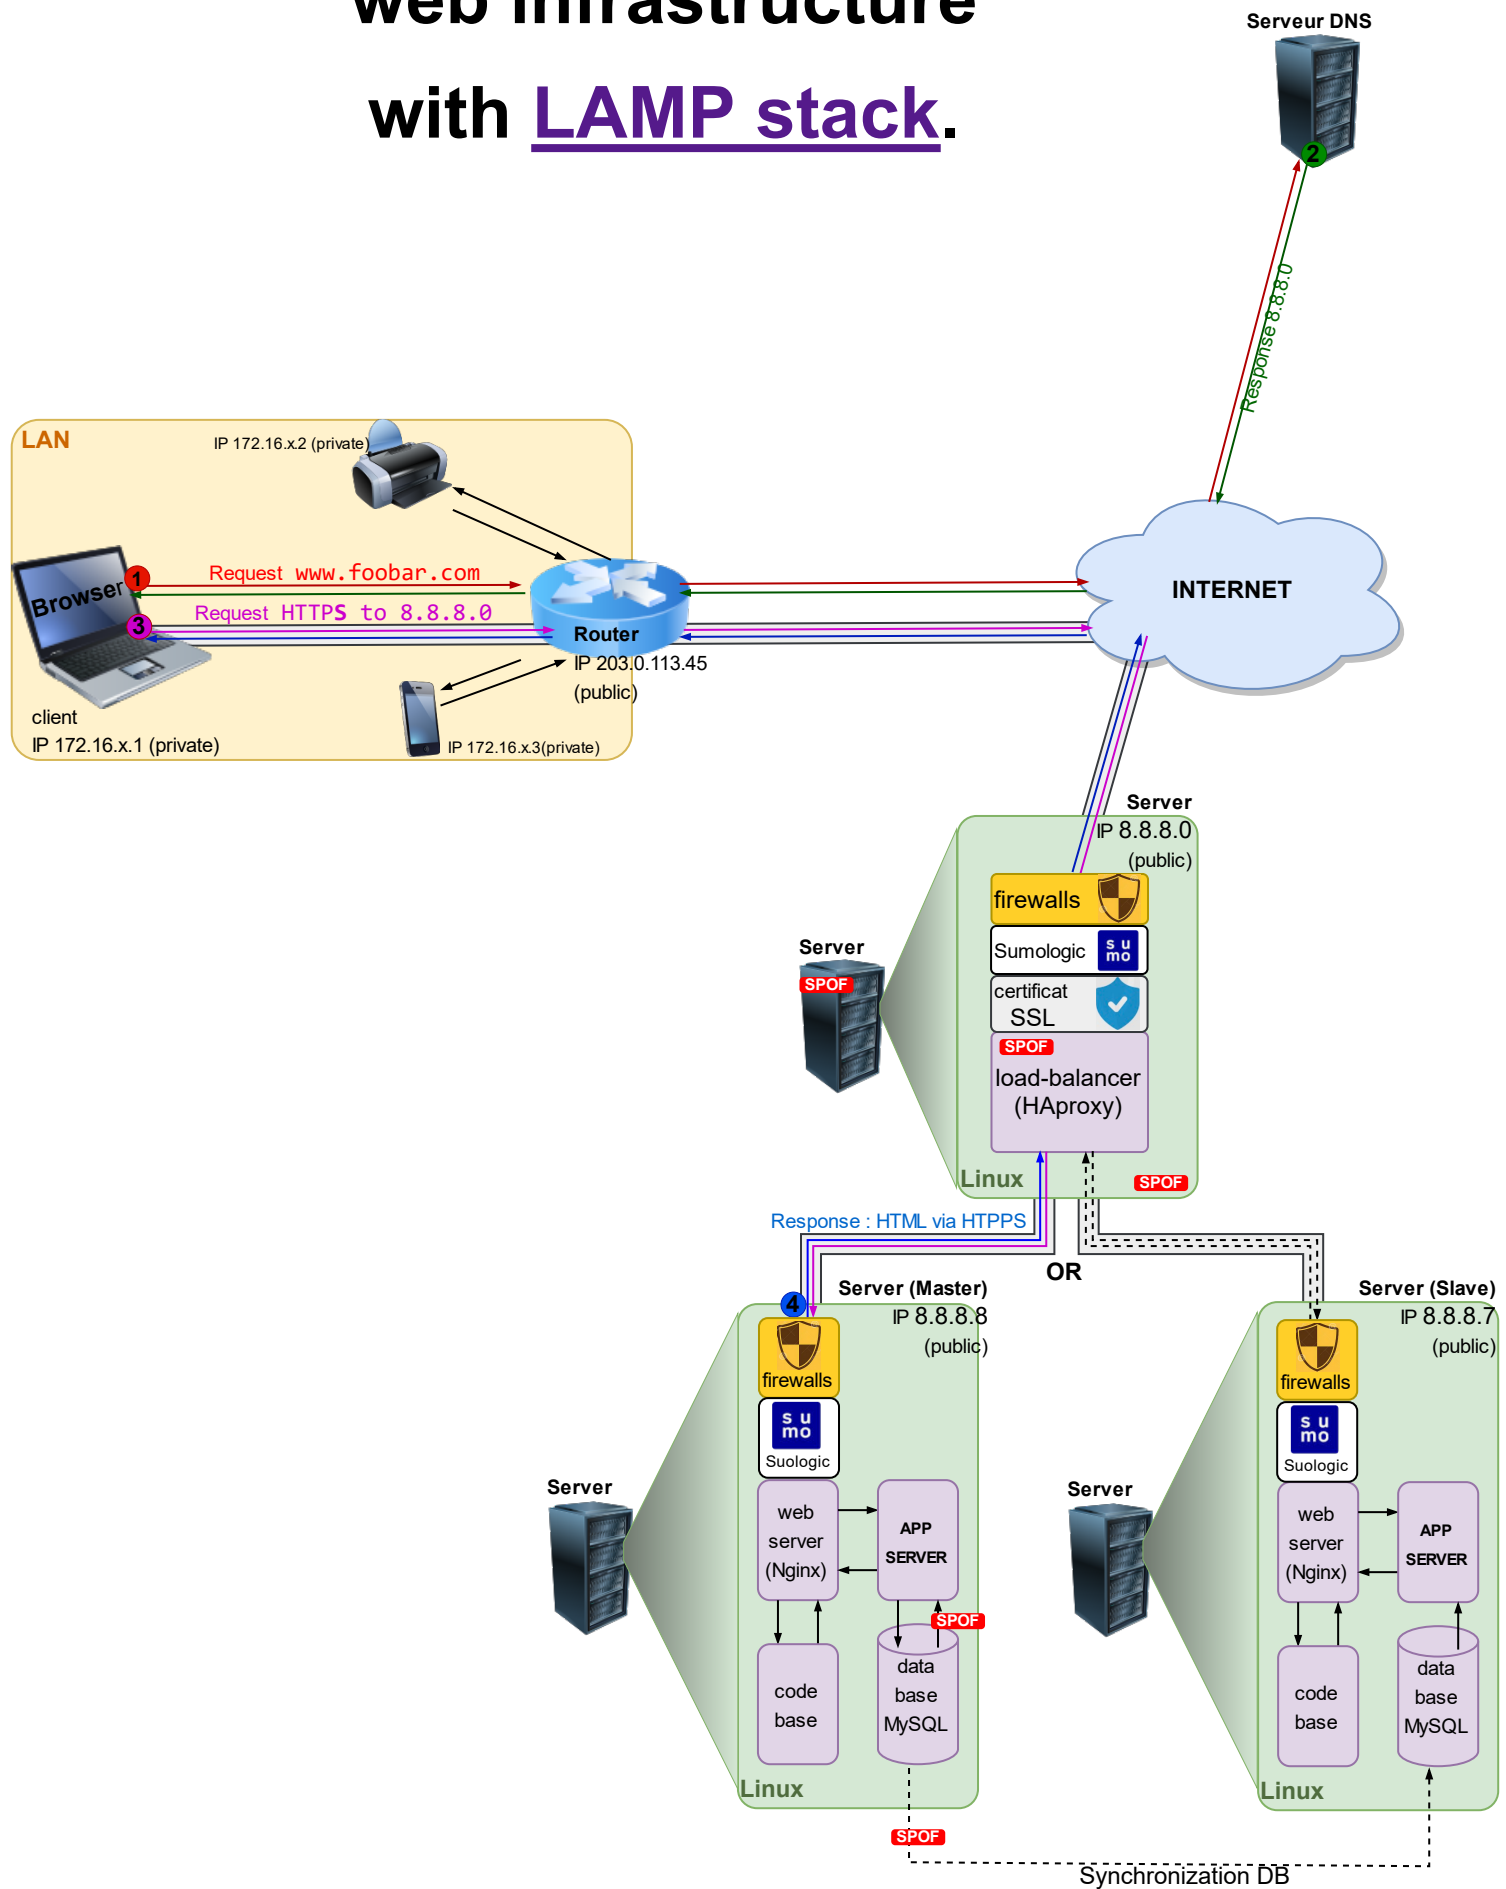 web infrastructure
with LAMP stack.
Serveur DNS
2
Response 8.8.8.0
LAN
IP 172.16.x.2 (private)
Browser
1
Request www.foobar.com
3
Request HTTPS to 8.8.8.0
Router
IP 203.0.113.45
(public)
INTERNET
client
IP 172.16.x.1 (private)
IP 172.16.x.3(private)
Server
IP 8.8.8.0
(public)
firewalls
Sumologic
su
mo
certificat
SSL
SPOF
load-balancer
(HAproxy)
Linux
SPOF
Server
SPOF
Response : HTML via HTPPS
OR
Server (Master)
IP 8.8.8.8
(public)
4
firewalls
su
mo
Suologic
web
server
(Nginx)
APP
SERVER
SPOF
code
base
data
base
MySQL
Linux
Server
SPOF
Server (Slave)
IP 8.8.8.7
(public)
firewalls
su
mo
Suologic
web
server
(Nginx)
APP
SERVER
code
base
data
base
MySQL
Linux
Server
Synchronization DB